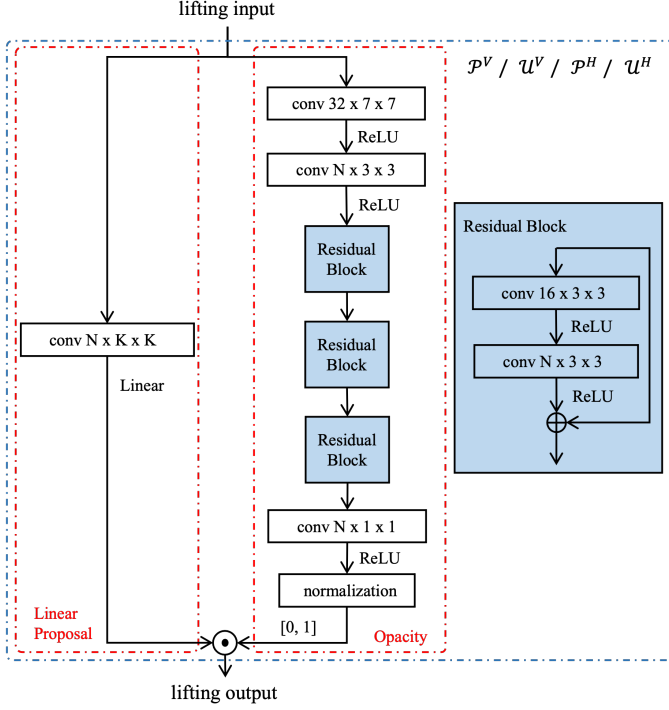 lifting input
𝒫^V / 𝒰^V / 𝒫^H / 𝒰^H
conv 32 x 7 x 7
ReLU
conv N x 3 x 3
ReLU
Residual
Block
Residual
Block
Residual
Block
conv N x 1 x 1
ReLU
normalization
[0, 1]
Opacity
conv N x K x K
Linear
Linear
Proposal
lifting output
Residual Block
conv 16 x 3 x 3
ReLU
conv N x 3 x 3
ReLU